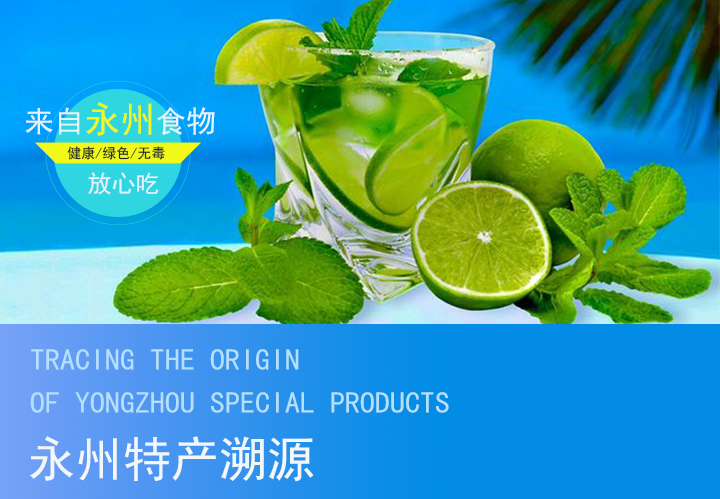 来自永州食物
健康/绿色/无毒
放心吃
TRACING THE ORIGIN
OF YONGZHOU SPECIAL PRODUCTS
永州特产溯源